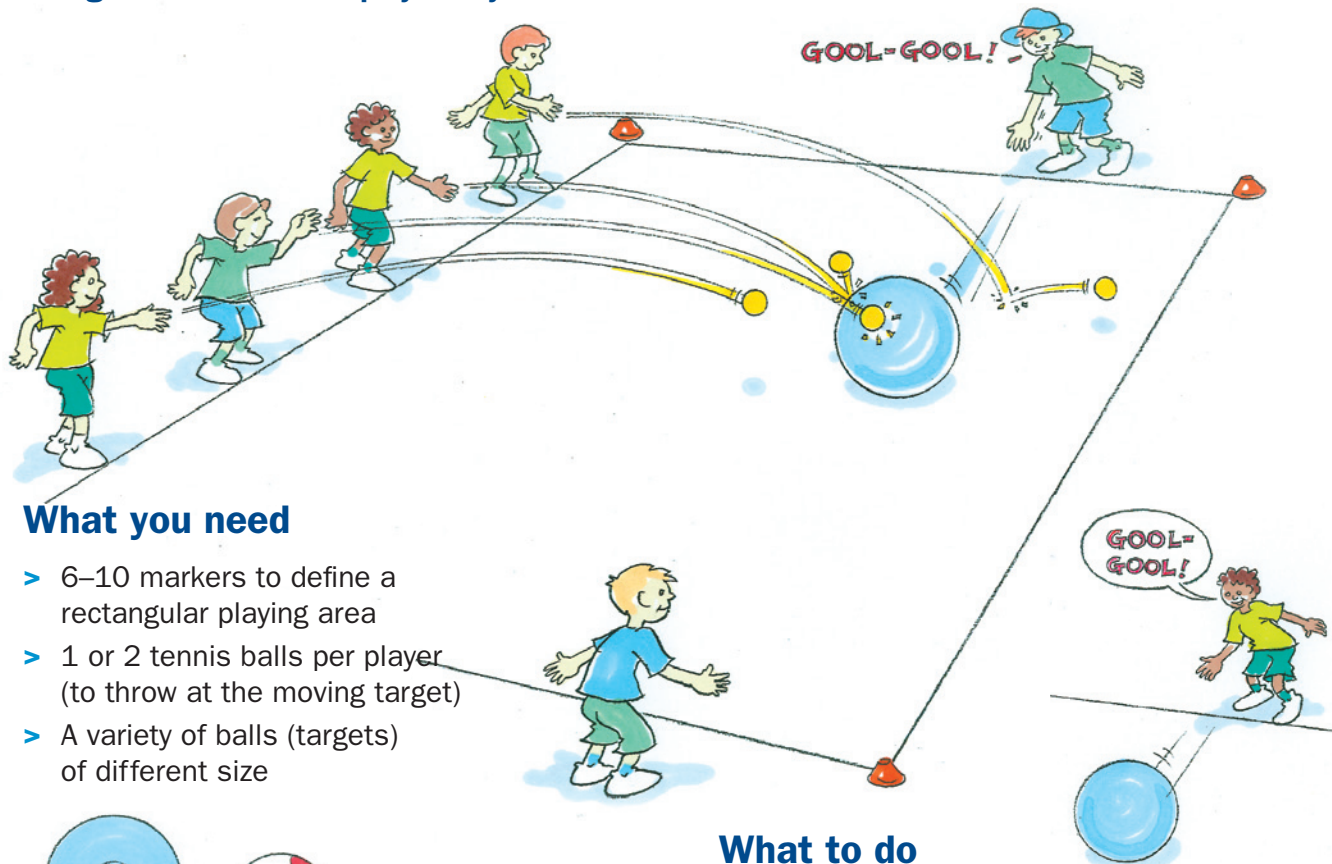 GOOL-GOOL!
What you need
> 6–10 markers to define a
rectangular playing area
> 1 or 2 tennis balls per player
(to throw at the moving target)
> A variety of balls (targets)
of different size
GOOL-
GOOL!
What to do